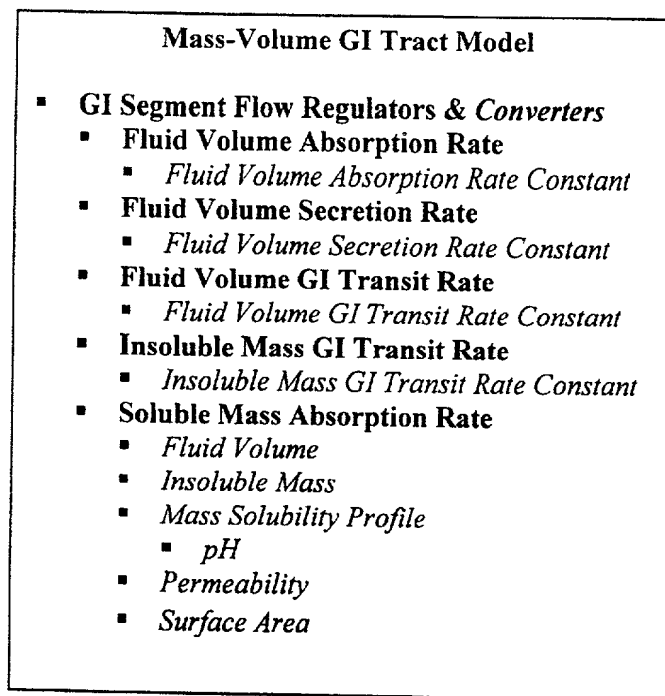 Mass-Volume GI Tract Model
▪ GI Segment Flow Regulators & Converters
▪ Fluid Volume Absorption Rate
▪ Fluid Volume Absorption Rate Constant
▪ Fluid Volume Secretion Rate
▪ Fluid Volume Secretion Rate Constant
▪ Fluid Volume GI Transit Rate
▪ Fluid Volume GI Transit Rate Constant
▪ Insoluble Mass GI Transit Rate
▪ Insoluble Mass GI Transit Rate Constant
▪ Soluble Mass Absorption Rate
▪ Fluid Volume
▪ Insoluble Mass
▪ Mass Solubility Profile
▪ pH
▪ Permeability
▪ Surface Area